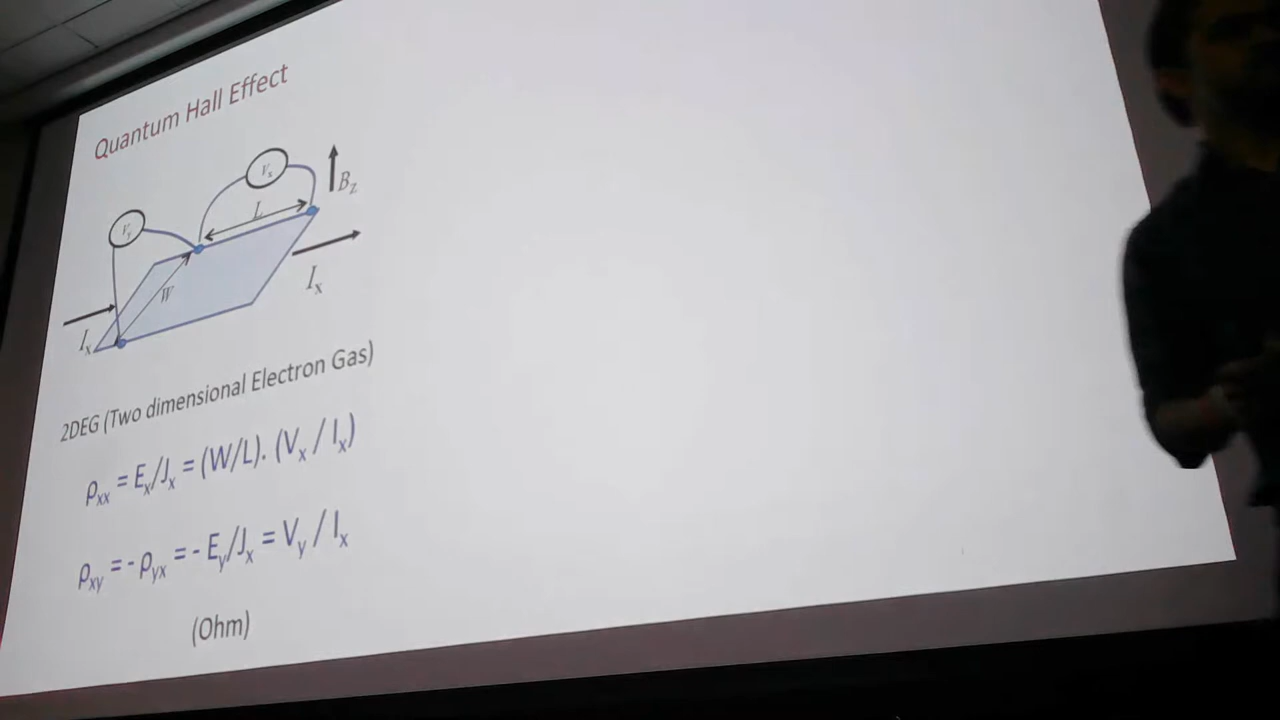 Quantum Hall Effect
V_x
B_z
L
V_y
W
I_x
I_x
2DEG (Two dimensional Electron Gas)
ρ_xx = E_x/J_x = (W/L). (V_x / I_x)
ρ_xy = - ρ_yx = - E_y/J_x = V_y / I_x
(Ohm)